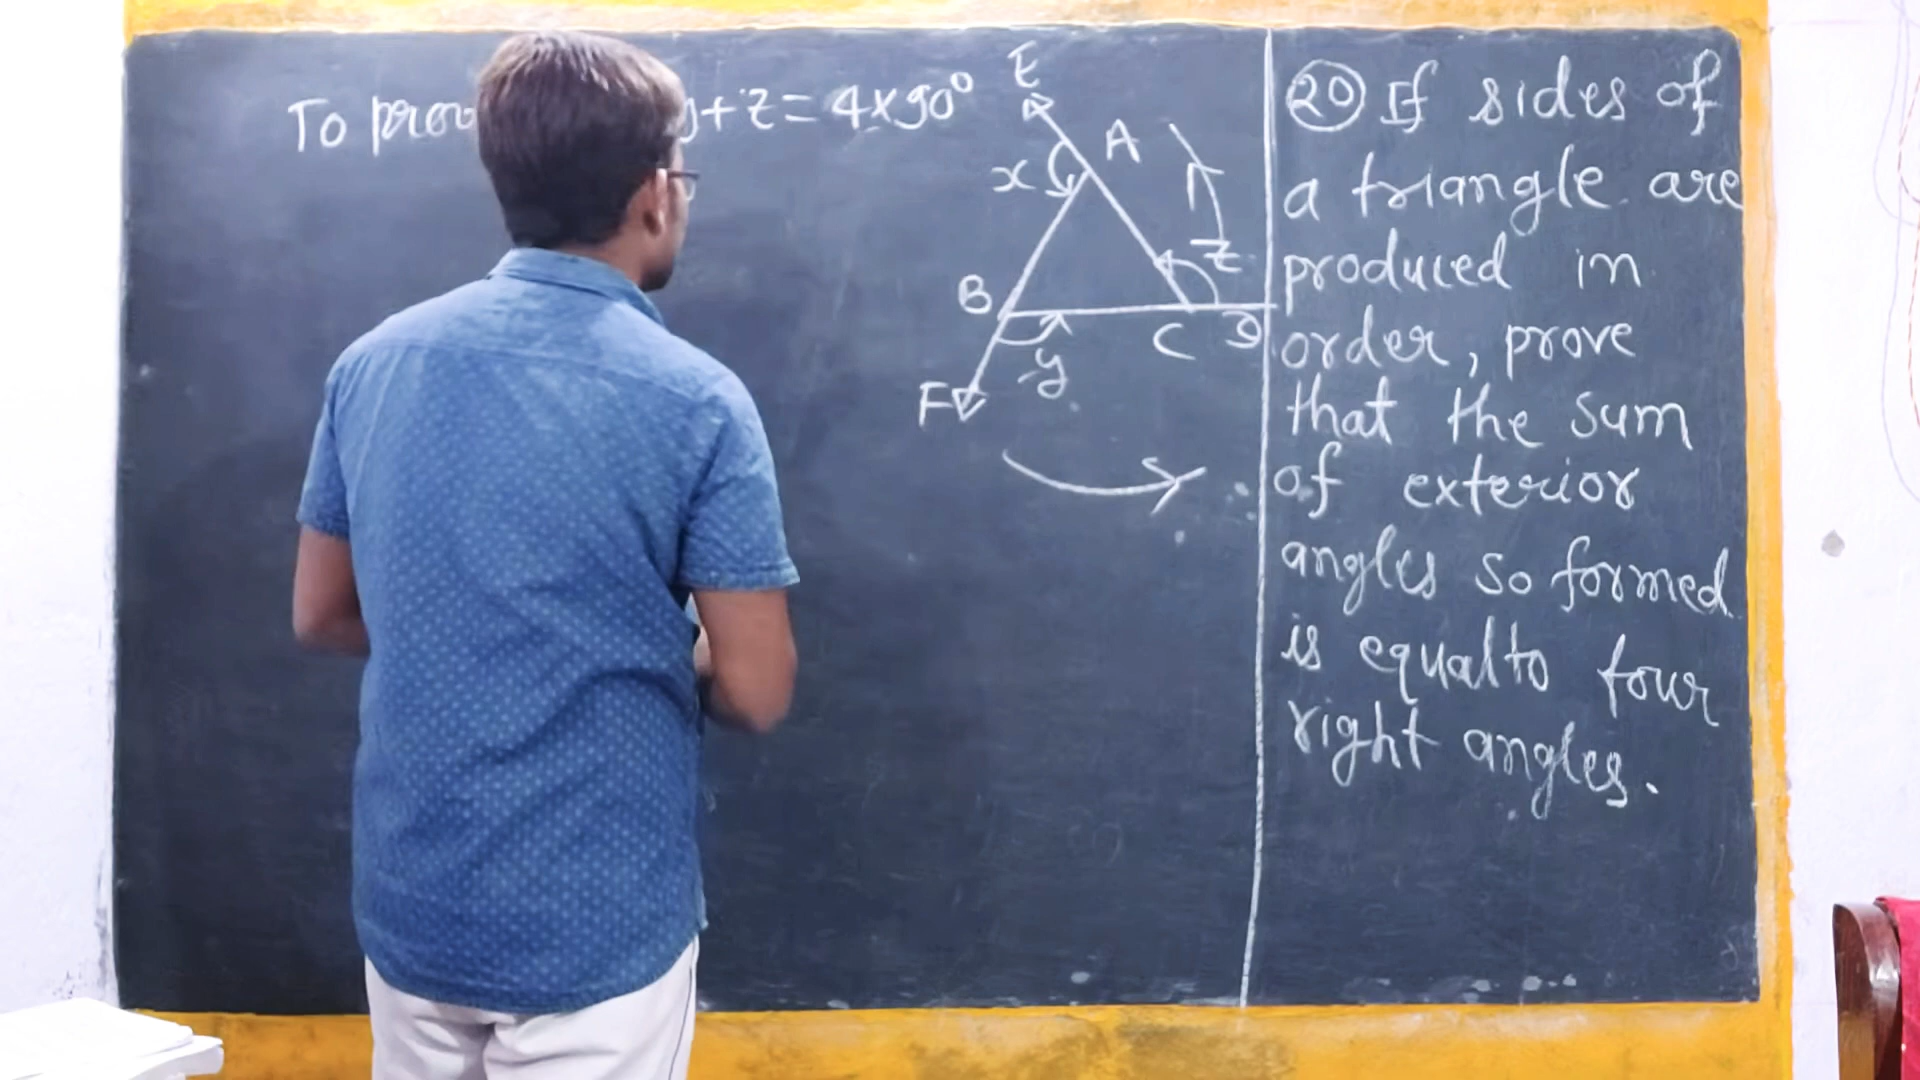 To + z = 4x90°
E
A
x
z
B
C D
y
F
20 If sides of
a triangle are
produced in
order, prove
that the sum
of exterior
angles so formed
is equal to four
right angles.